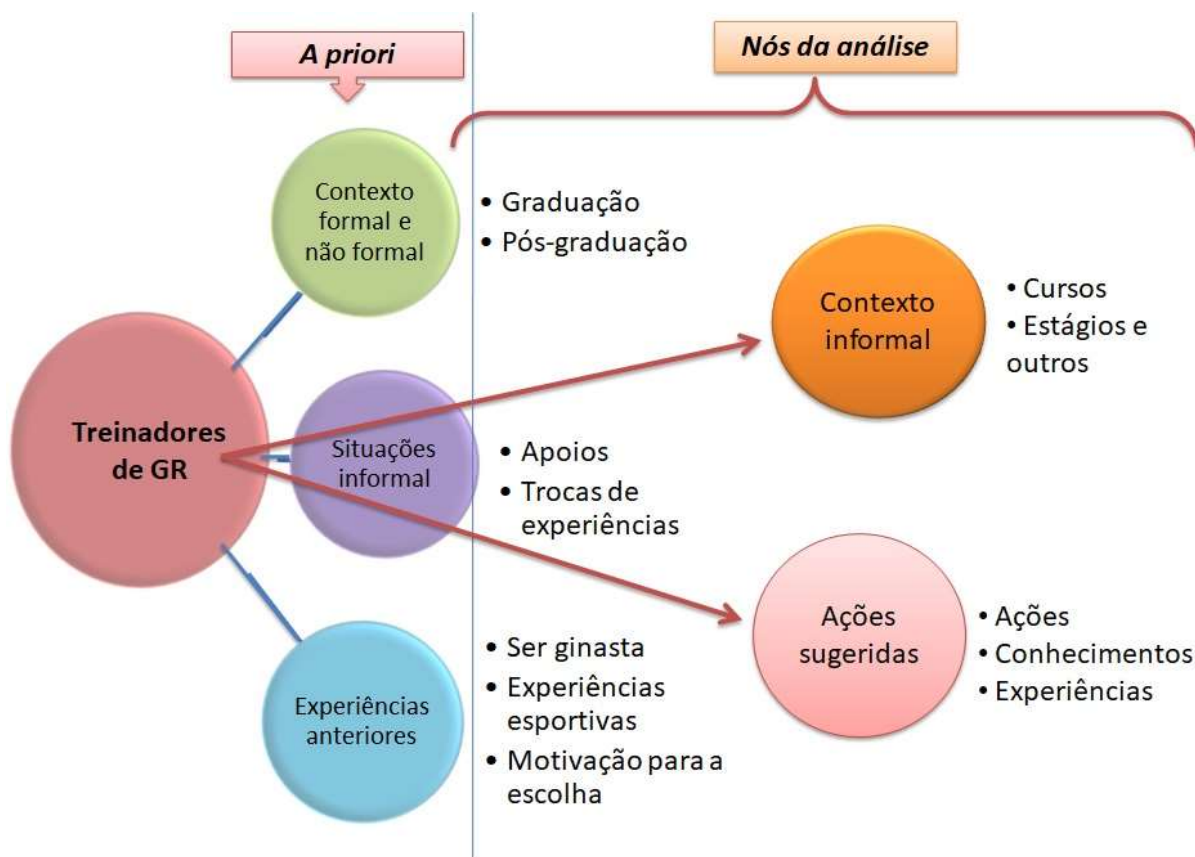 A priori
Nós da análise
Contexto
formal e
não formal
• Graduação
• Pós-graduação
Contexto
informal
• Cursos
• Estágios e
outros
Treinadores
de GR
Situações
informal
• Apoios
• Trocas de
experiências
Ações
sugeridas
• Ações
• Conhecimentos
• Experiências
Experiências
anteriores
• Ser ginasta
• Experiências
esportivas
• Motivação para a
escolha